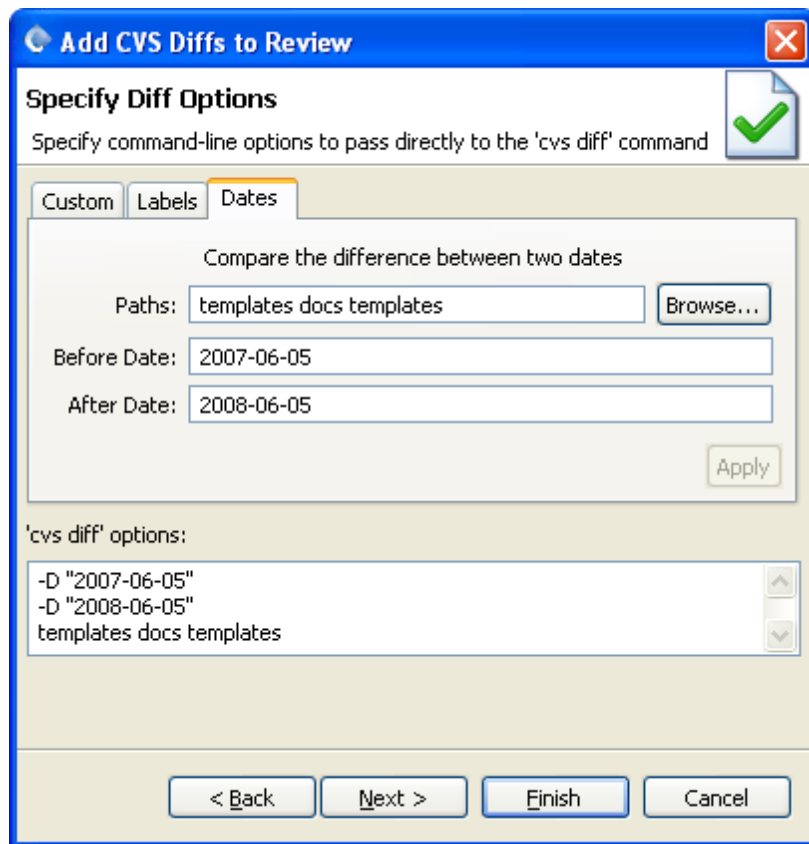 Add CVS Diffs to Review
Specify Diff Options
Specify command-line options to pass directly to the 'cvs diff' command
Custom Labels Dates
Compare the difference between two dates
Paths: templates docs templates Browse...
Before Date: 2007-06-05
After Date: 2008-06-05
Apply
'cvs diff' options:
-D "2007-06-05"
-D "2008-06-05"
templates docs templates
< Back Next > Finish Cancel